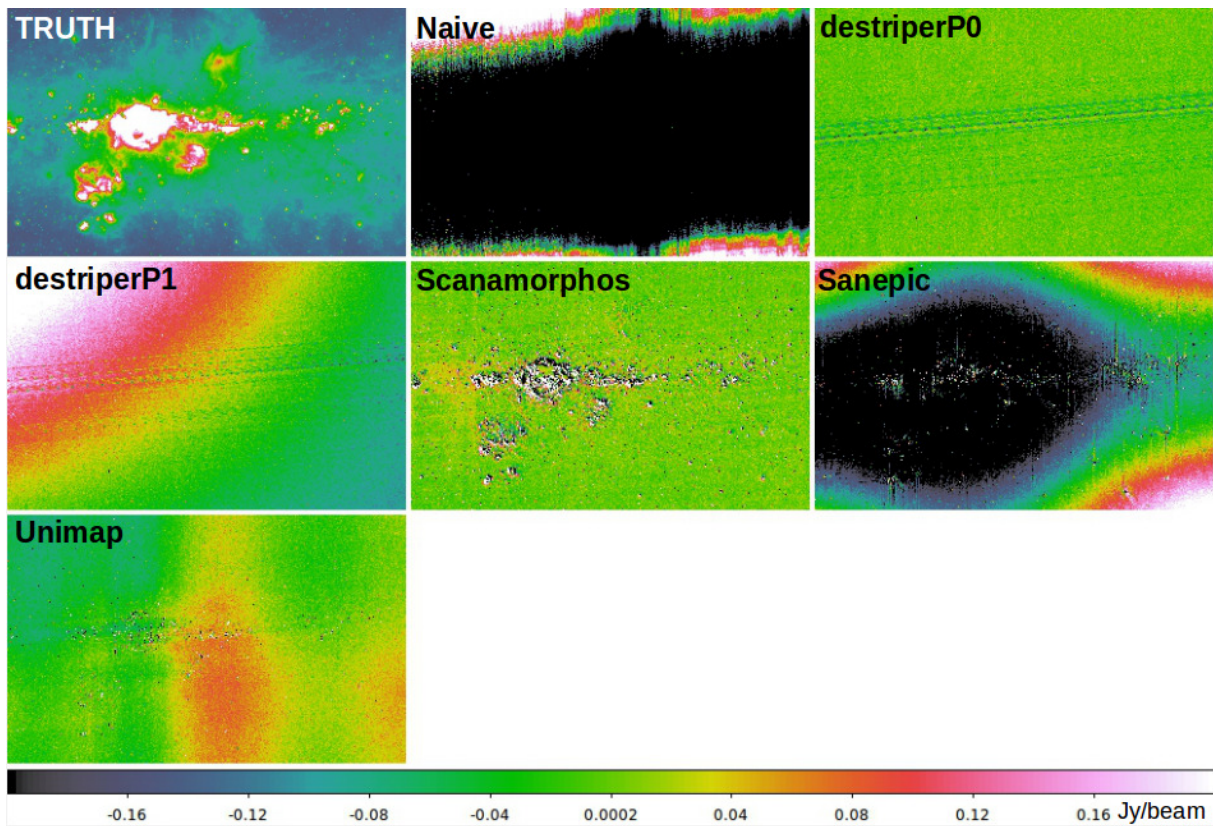 TRUTH
Naive
destriperP0
destriperP1
Scanamorphos
Sanepic
Unimap
-0.16 -0.12 -0.08 -0.04 0.0002 0.04 0.08 0.12 0.16 Jy/beam